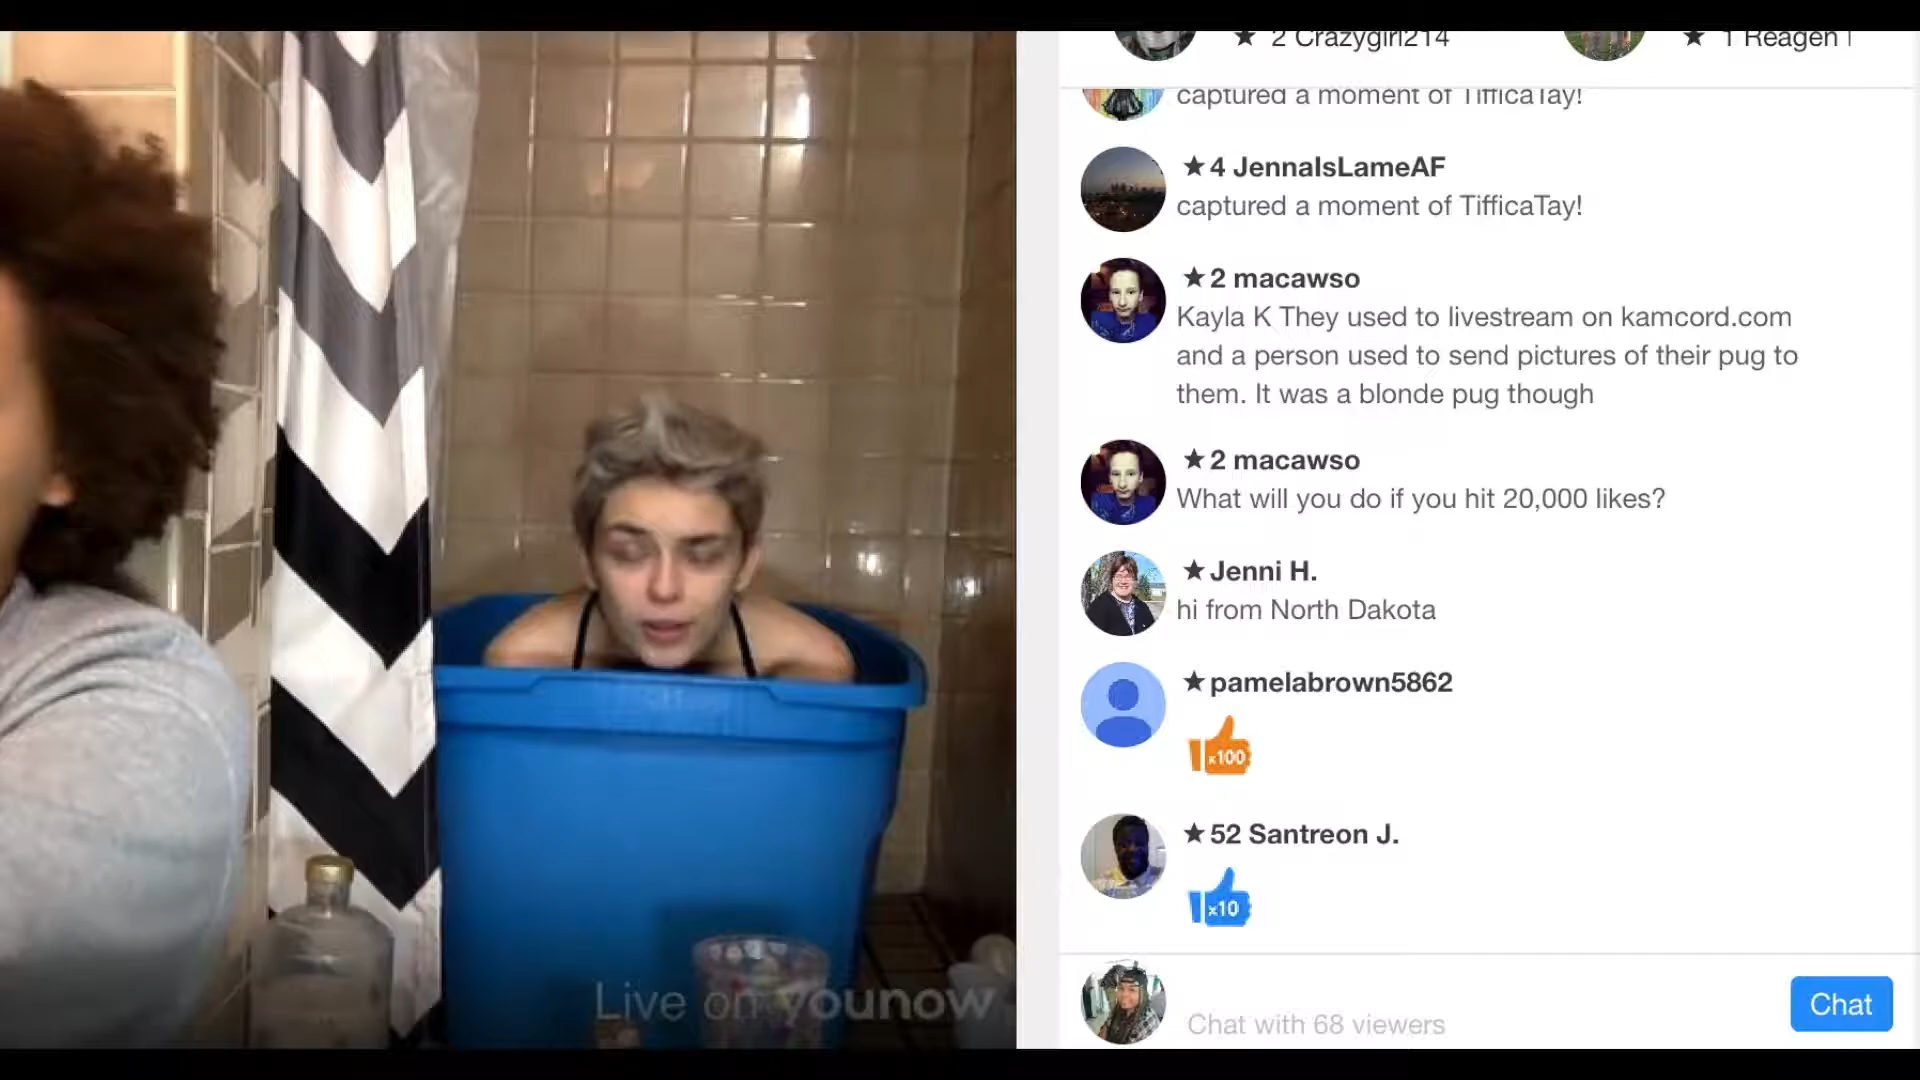 ★ 2 Crazygirl214
★ 1 Reagen
captured a moment of TifficaTay!
★ 4 JennaIsLameAF
captured a moment of TifficaTay!
★ 2 macawso
Kayla K They used to livestream on kamcord.com
and a person used to send pictures of their pug to
them. It was a blonde pug though
★ 2 macawso
What will you do if you hit 20,000 likes?
★ Jenni H.
hi from North Dakota
★ pamelabrown5862
x100
★ 52 Santreon J.
x10
Live on younow
Chat with 68 viewers
Chat